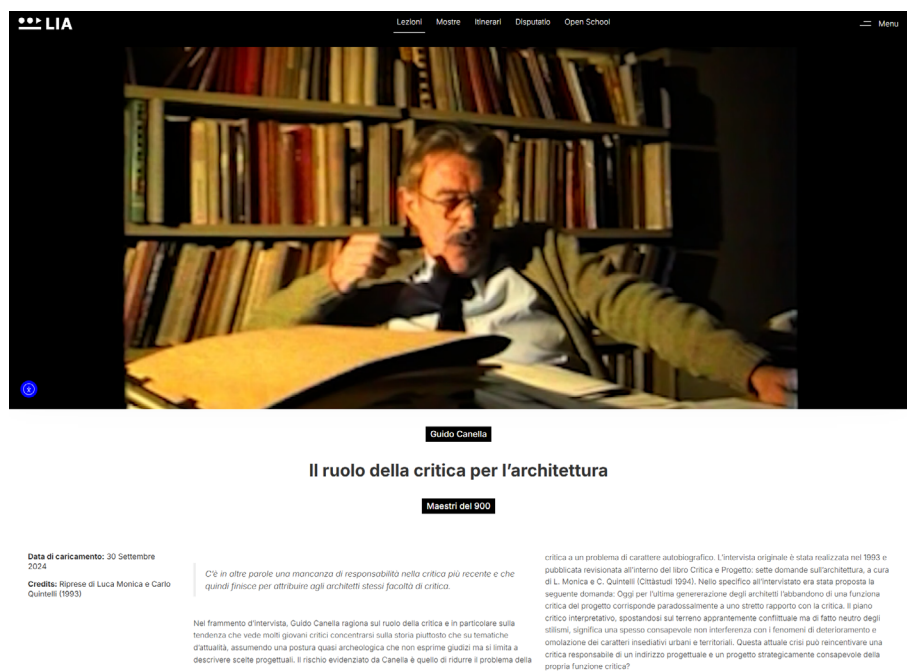 LIA
Lezioni Mostre Itinerari Disputatio Open School
Menu
Guido Canella
Il ruolo della critica per l'architettura
Maestri del 900
Data di caricamento: 30 Settembre
2024
Credits: Riprese di Luca Monica e Carlo
Quintelli (1993)
C'è in altre parole una mancanza di responsabilità nella critica più recente e che
quindi finisce per attribuire agli architetti stessi facoltà di critica.
Nel frammento d'intervista, Guido Canella ragiona sul ruolo della critica e in particolare sulla
tendenza che vede molti giovani critici concentrarsi sulla storia piuttosto che su tematiche
d'attualità, assumendo una postura quasi archeologica che non esprime giudizi ma si limita a
descrivere scelte progettuali. Il rischio evidenziato da Canella è quello di ridurre il problema della
critica a un problema di carattere autobiografico. L'intervista originale è stata realizzata nel 1993 e
pubblicata revisionata all'interno del libro Critica e Progetto: sette domande sull'architettura, a cura
di L. Monica e C. Quintelli (Cittàstudi 1994). Nello specifico all'intervistato era stata proposta la
seguente domanda: Oggi per l'ultima genererazione degli architetti l'abbandono di una funziona
critica del progetto corrisponde paradossalmente a uno stretto rapporto con la critica. Il piano
critico interpretativo, spostandosi sul terreno apprantemente conflittuale ma di fatto neutro degli
stilismi, significa una spesso consapevole non interferenza con i fenomeni di deterioramento e
omolazione dei caratteri insediativi urbani e territoriali. Questa attuale crisi può reincentivare una
critica responsabile di un indirizzo progettuale e un progetto strategicamente consapevole della
propria funzione critica?